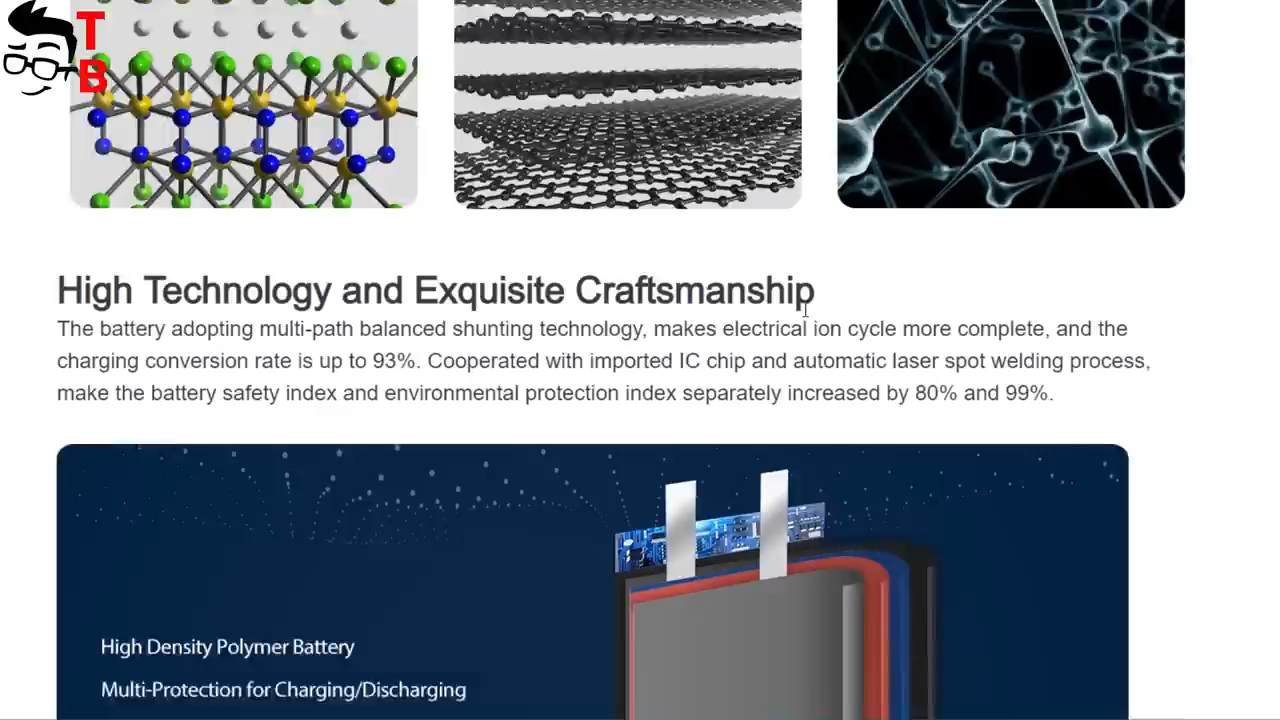 T
B
High Technology and Exquisite Craftsmanship
The battery adopting multi-path balanced shunting technology, makes electrical ion cycle more complete, and the
charging conversion rate is up to 93%. Cooperated with imported IC chip and automatic laser spot welding process,
make the battery safety index and environmental protection index separately increased by 80% and 99%.
High Density Polymer Battery
Multi-Protection for Charging/Discharging